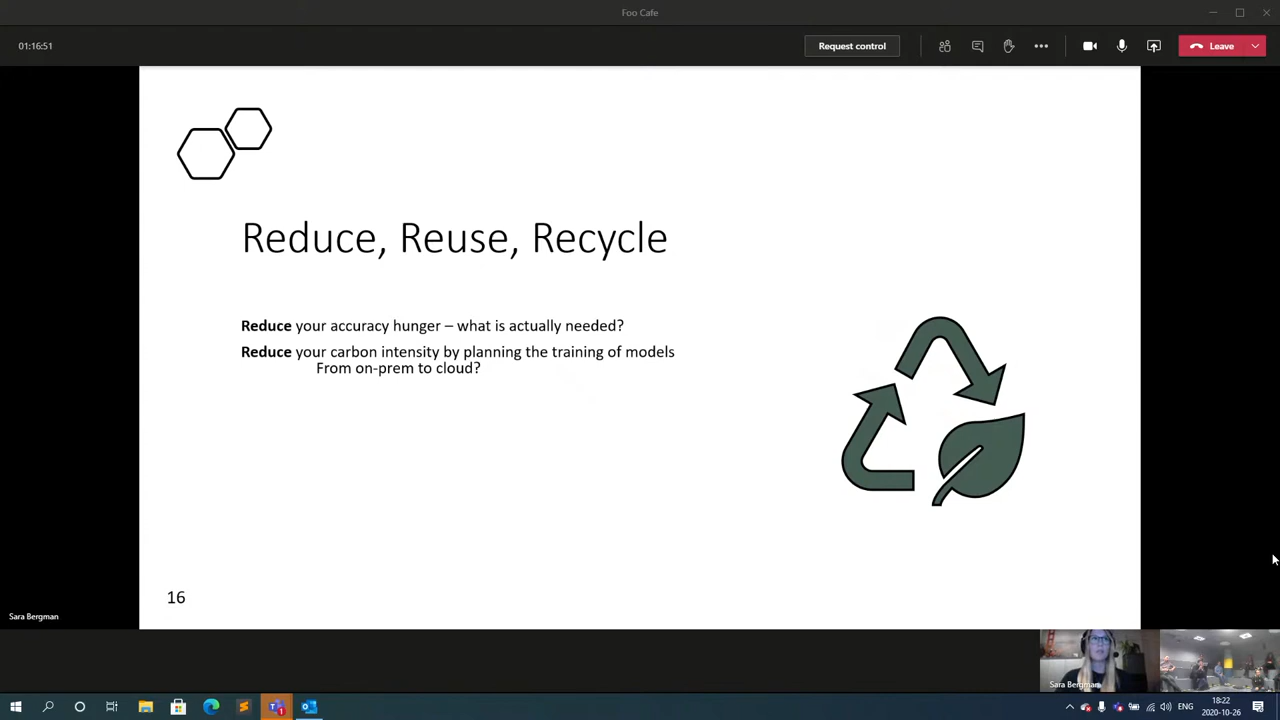 Foo Cafe
01:16:51
Request control
Leave
Reduce, Reuse, Recycle
Reduce your accuracy hunger – what is actually needed?
Reduce your carbon intensity by planning the training of models
From on-prem to cloud?
16
Sara Bergman
Sara Bergman
ENG
18:22
2020-10-26